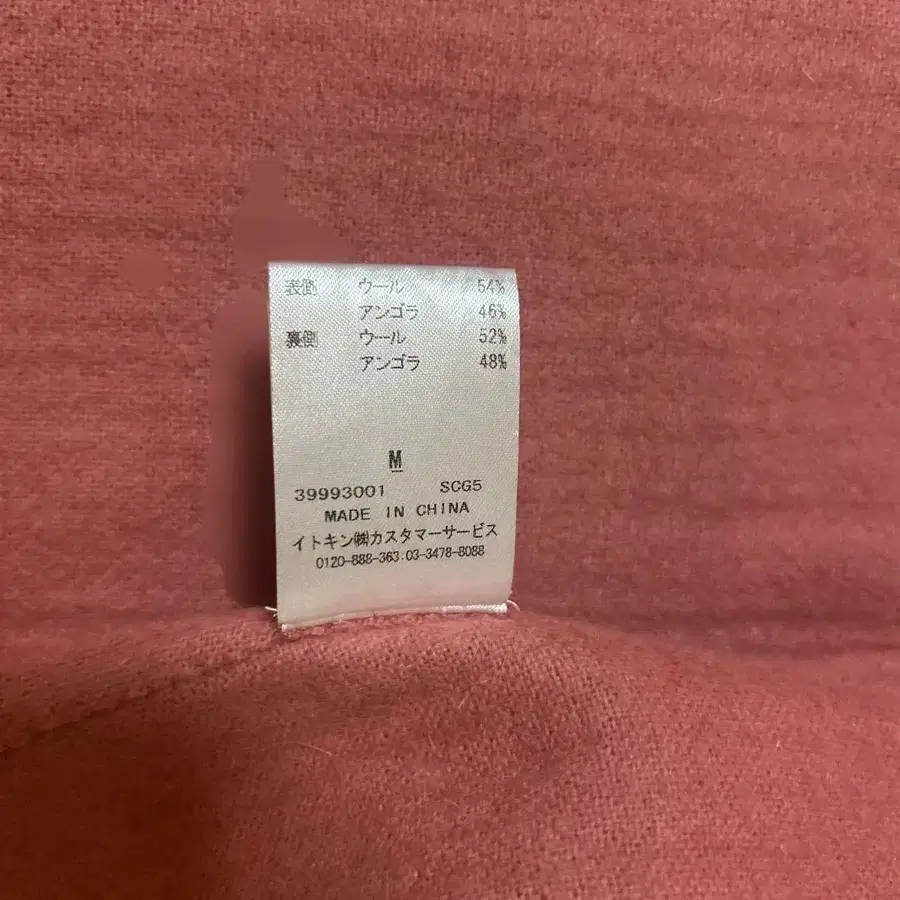 表側 ウール 54%
アンゴラ 46%
裏側 ウール 52%
アンゴラ 48%
M
39993001 SCG5
MADE IN CHINA
イトキン㈱カスタマーサービス
0120-888-363:03-3478-8088